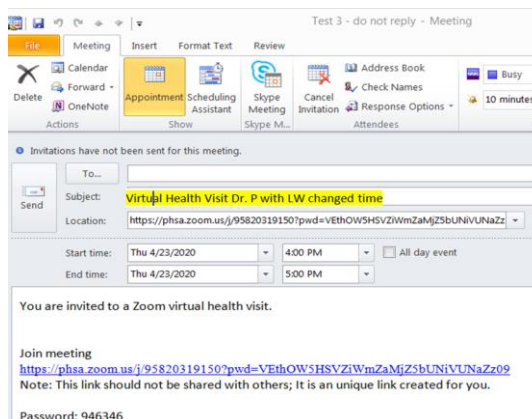 Test 3 - do not reply - Meeting
File Meeting Insert Format Text Review
Delete
Calendar
Forward
OneNote
Actions
Appointment
Scheduling Assistant
Show
Skype Meeting
Skype M...
Cancel Invitation
Address Book
Check Names
Response Options
Attendees
Busy
10 minutes
Invitations have not been sent for this meeting.
Send
To...
Subject: Virtual Health Visit Dr. P with LW changed time
Location: https://phsa.zoom.us/j/95820319150?pwd=VEthOW5HSVZiWmZaMjZ5bUNiVUNaZz
Start time: Thu 4/23/2020 4:00 PM All day event
End time: Thu 4/23/2020 5:00 PM
You are invited to a Zoom virtual health visit.
Join meeting
https://phsa.zoom.us/j/95820319150?pwd=VEthOW5HSVZiWmZaMjZ5bUNiVUNaZz09
Note: This link should not be shared with others; It is an unique link created for you.
Password: 946346